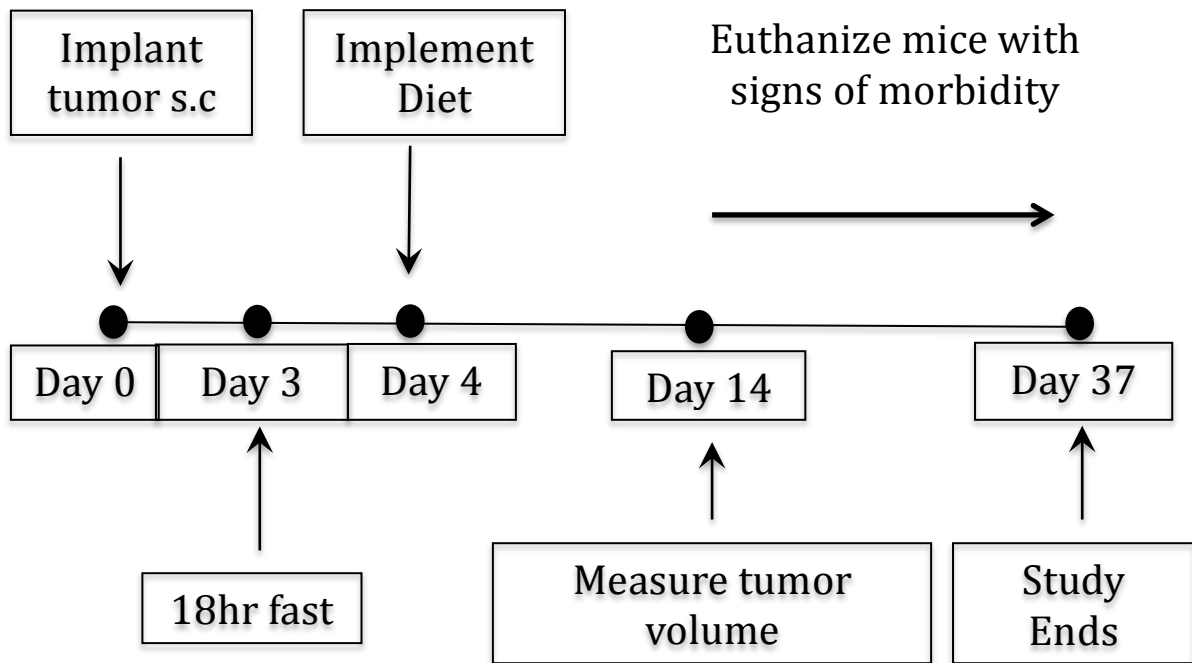 Implant
tumor s.c
Implement
Diet
Euthanize mice with
signs of morbidity
Day 0
Day 3
Day 4
Day 14
Day 37
18hr fast
Measure tumor
volume
Study
Ends